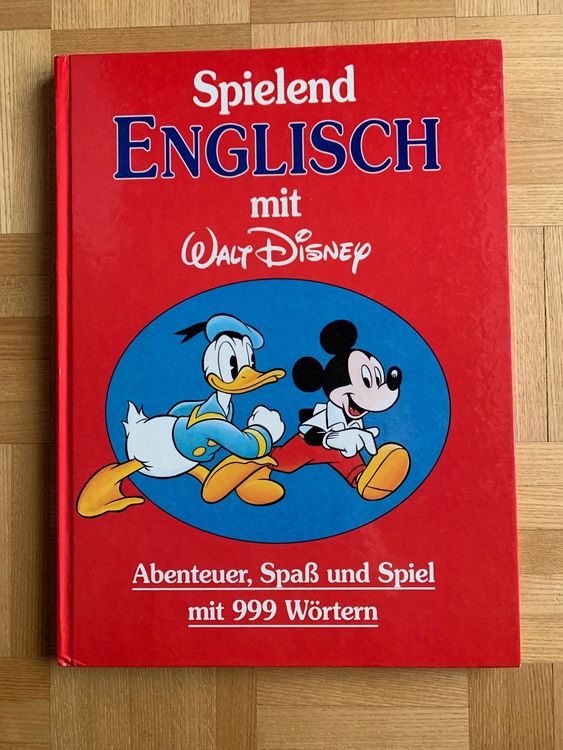 Spielend
ENGLISCH
mit
WALT DISNEY
Abenteuer, Spaß und Spiel
mit 999 Wörtern